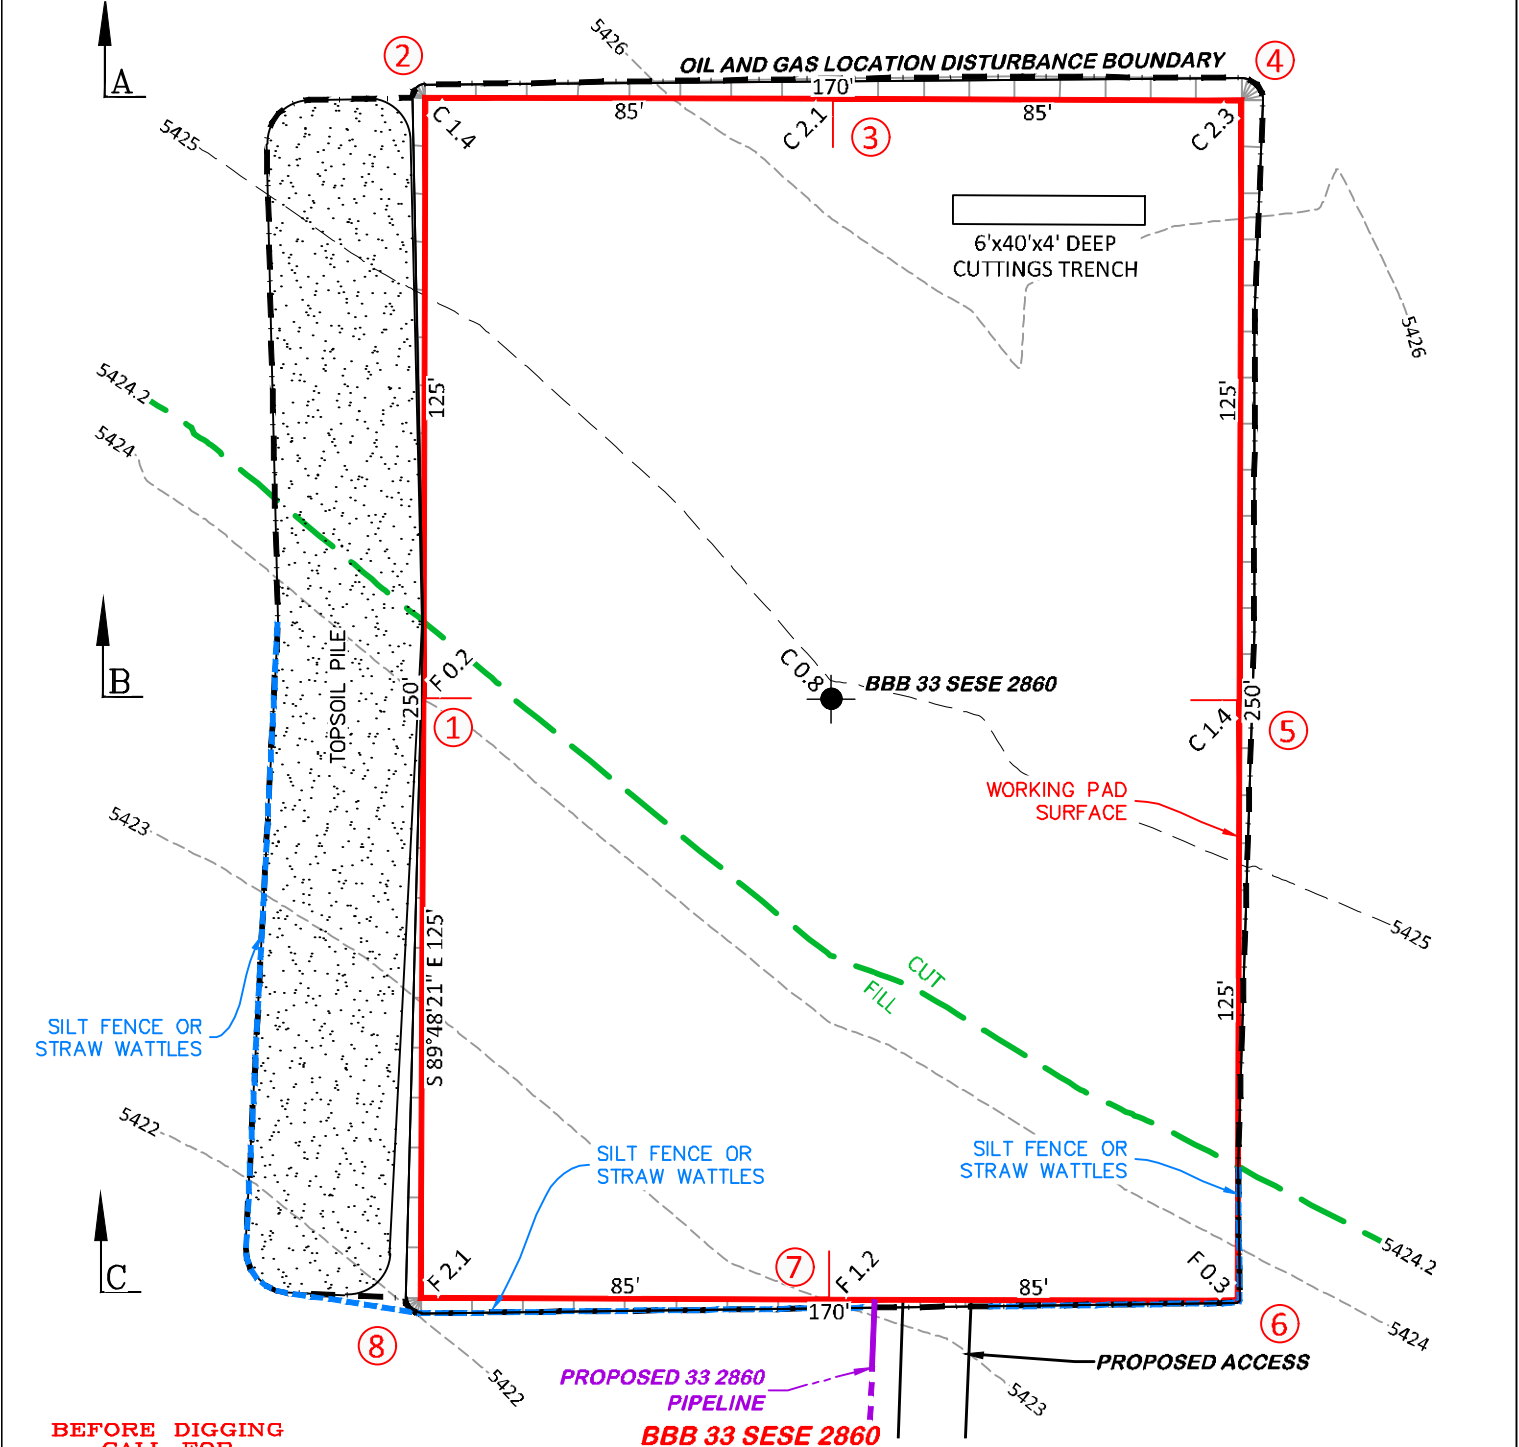 5426
2
OIL AND GAS LOCATION DISTURBANCE BOUNDARY
4
A
170'
85'
85'
C 1.4
C 2.1
3
C 2.3
5425
6'x40'x4' DEEP
CUTTINGS TRENCH
5426
5424.2
125'
125'
5424
TOPSOIL PILE
F 0.2
C 0.8
BBB 33 SESE 2860
B
250'
250'
1
C 1.4
5
WORKING PAD
SURFACE
5423
5425
S 89°48'21" E 125'
CUT
FILL
125'
SILT FENCE OR
STRAW WATTLES
5422
SILT FENCE OR
STRAW WATTLES
SILT FENCE OR
STRAW WATTLES
5424.2
C
F 2.1
85'
7
F 1.2
85'
F 0.3
170'
8
6
5424
5422
PROPOSED 33 2860
PIPELINE
PROPOSED ACCESS
5423
BEFORE DIGGING
CALL FOR
BBB 33 SESE 2860